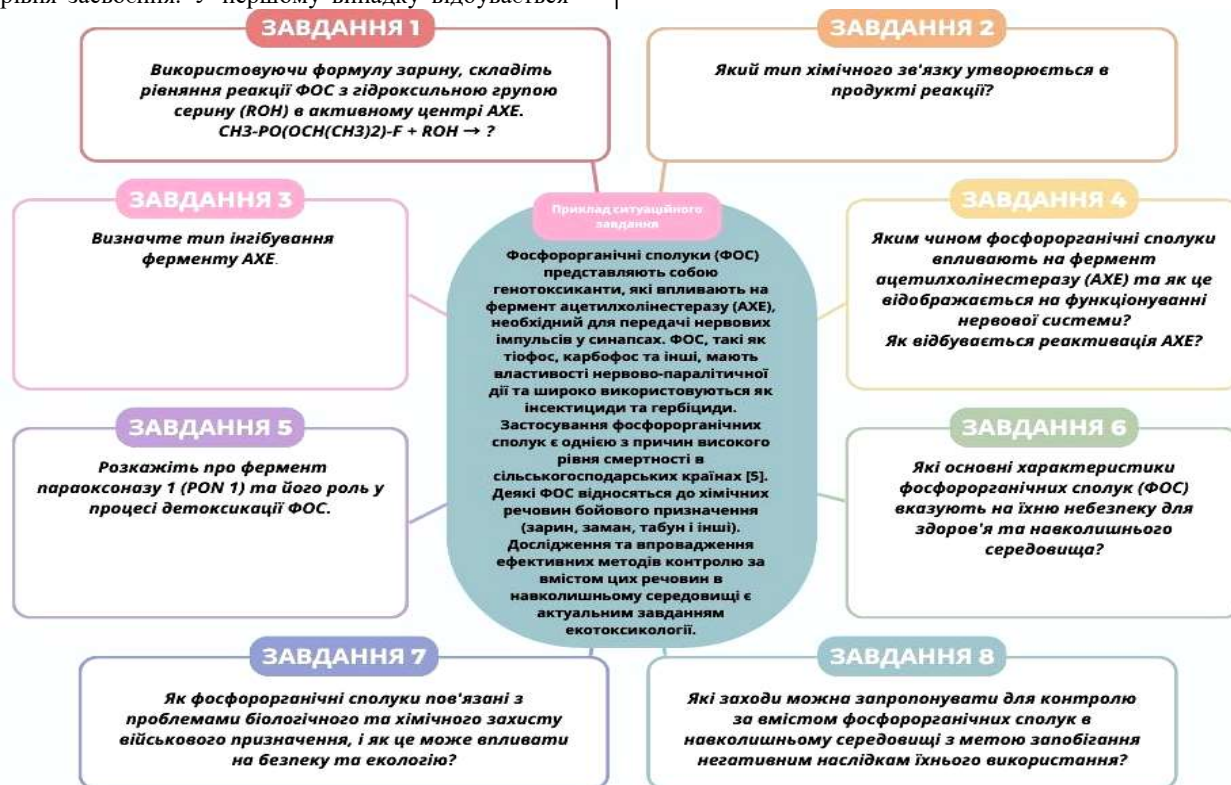 рівня засвоєння. У першому випадку відбувається
ЗАВДАННЯ 1
Використовуючи формулу зарину, складіть
рівняння реакції ФОС з гідроксильною групою
серину (ROH) в активному центрі АХЕ.
CH3-PO(OCH(CH3)2)-F + ROH → ?
ЗАВДАННЯ 2
Який тип хімічного зв'язку утворюється в
продукті реакції?
ЗАВДАННЯ 3
Визначте тип інгібування
ферменту АХЕ.
Приклад ситуаційного
завдання
Фосфорорганічні сполуки (ФОС)
представляють собою
генотоксиканти, які впливають на
фермент ацетилхолінестеразу (АХЕ),
необхідний для передачі нервових
імпульсів у синапсах. ФОС, такі як
тіофос, карбофос та інші, мають
властивості нервово-паралітичної
дії та широко використовуються як
інсектициди та гербіциди.
Застосування фосфорорганічних
сполук є однією з причин високого
рівня смертності в
сільськогосподарських країнах [5].
Деякі ФОС відносяться до хімічних
речовин бойового призначення
(зарин, заман, табун і інші).
Дослідження та впровадження
ефективних методів контролю за
вмістом цих речовин в
навколишньому середовищі є
актуальним завданням
екотоксикології.
ЗАВДАННЯ 4
Яким чином фосфорорганічні сполуки
впливають на фермент
ацетилхолінестеразу (АХЕ) та як це
відображається на функціонуванні
нервової системи?
Як відбувається реактивація АХЕ?
ЗАВДАННЯ 5
Розкажіть про фермент
параоксоназу 1 (PON 1) та його роль у
процесі детоксикації ФОС.
ЗАВДАННЯ 6
Які основні характеристики
фосфорорганічних сполук (ФОС)
вказують на їхню небезпеку для
здоров'я та навколишнього
середовища?
ЗАВДАННЯ 7
Як фосфорорганічні сполуки пов'язані з
проблемами біологічного та хімічного захисту
військового призначення, і як це може впливати
на безпеку та екологію?
ЗАВДАННЯ 8
Які заходи можна запропонувати для контролю
за вмістом фосфорорганічних сполук в
навколишньому середовищі з метою запобігання
негативним наслідкам їхнього використання?